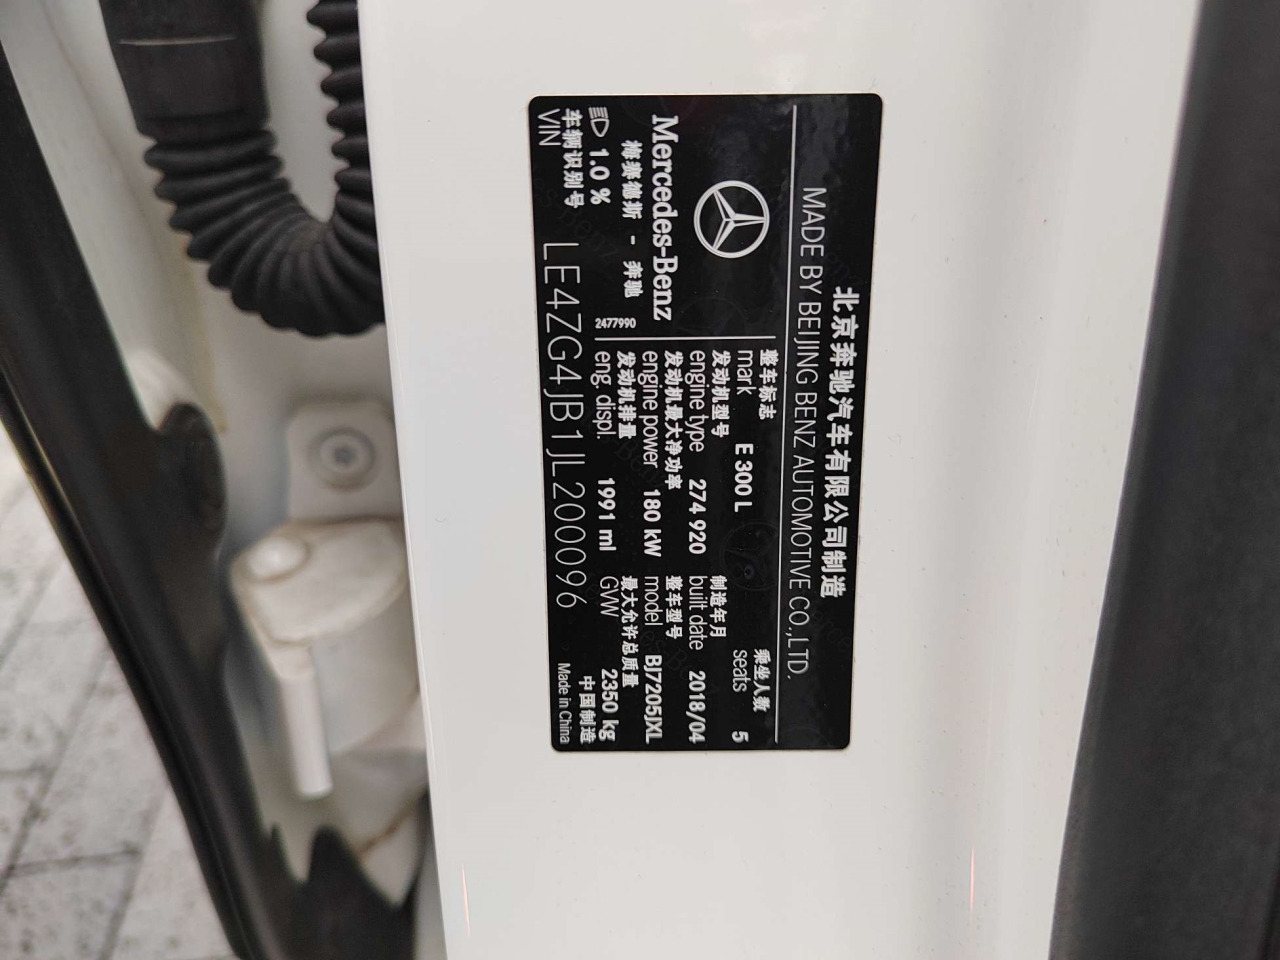 北京奔驰汽车有限公司制造
MADE BY BEIJING BENZ AUTOMOTIVE CO.,LTD.
Mercedes-Benz
梅赛德斯 - 奔驰
1.0 %
2477990
整车标志
mark E 300 L
乘坐人数
seats 5
发动机型号
engine type 274 920
制造年月
built date 2018/04
发动机最大净功率
engine power 180 kW
整车型号
model BJ7205JXL
发动机排量
eng. displ. 1991 ml
最大允许总质量
GVW 2350 kg
车辆识别号
VIN LE4ZG4JB1JL200096
中国制造
Made in China